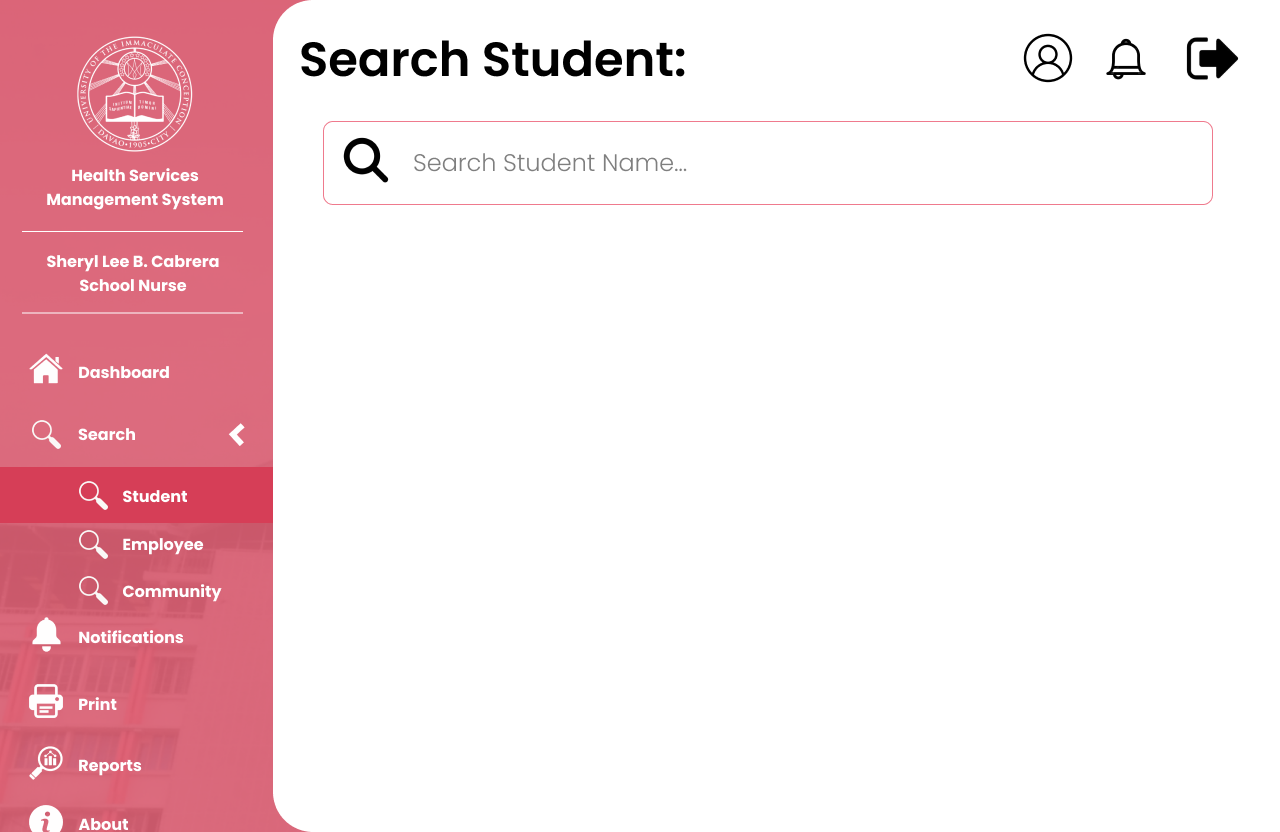 UNIVERSITY OF THE IMMACULATE CONCEPTION
DAVAO • 1905 • CITY
Health Services
Management System
Sheryl Lee B. Cabrera
School Nurse
Dashboard
Search
Student
Employee
Community
Notifications
Print
Reports
About
Search Student:
Search Student Name...